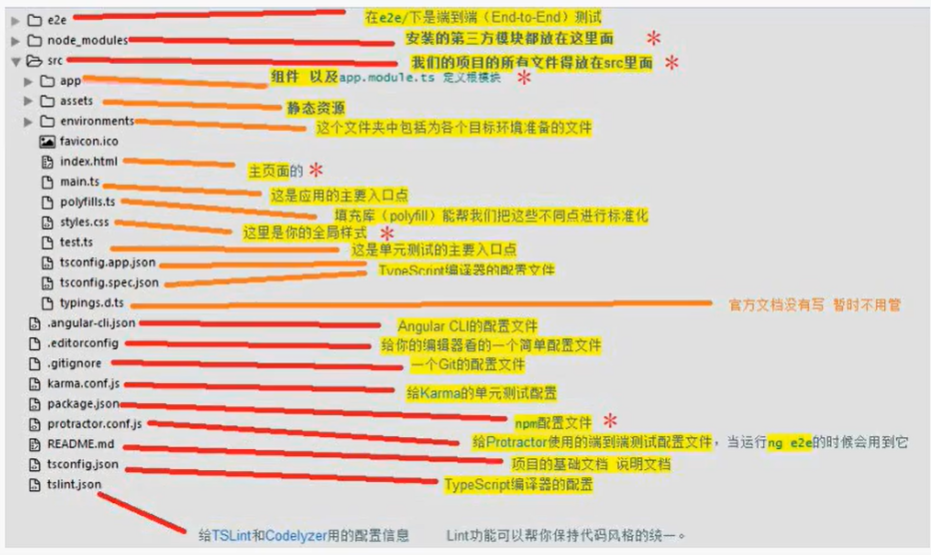 e2e 在e2e/下是端到端（End-to-End）测试
node_modules 安装的第三方模块都放在这里面 *
src 我们的项目的所有文件得放在src里面 *
app 组件 以及app.module.ts 定义根模块 *
assets 静态资源
environments 这个文件夹中包括为各个目标环境准备的文件
favicon.ico
index.html 主页面的 *
main.ts 这是应用的主要入口点
polyfills.ts 填充库（polyfill）能帮我们把这些不同点进行标准化
styles.css 这里是你的全局样式 *
test.ts 这是单元测试的主要入口点
tsconfig.app.json TypeScript编译器的配置文件
tsconfig.spec.json
typings.d.ts 官方文档没有写 暂时不用管
.angular-cli.json Angular CLI的配置文件
.editorconfig 给你的编辑器看的一个简单配置文件
.gitignore 一个Git的配置文件
karma.conf.js 给Karma的单元测试配置
package.json npm配置文件 *
protractor.conf.js 给Protractor使用的端到端测试配置文件，当运行ng e2e的时候会用到它
README.md 项目的基础文档 说明文档
tsconfig.json TypeScript编译器的配置
tslint.json
给TSLint和Codelyzer用的配置信息 Lint功能可以帮你保持代码风格的统一。